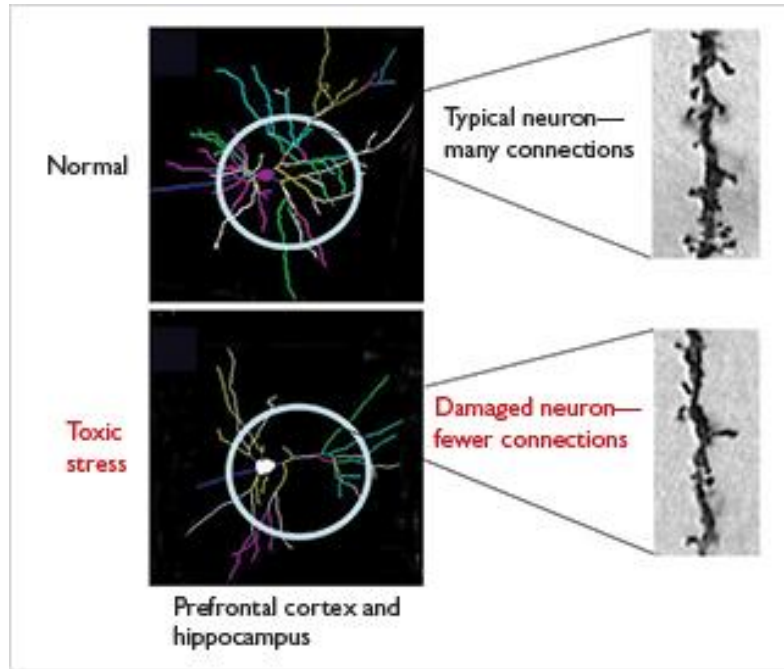 Normal
Typical neuron—
many connections
Toxic
stress
Damaged neuron—
fewer connections
Prefrontal cortex and
hippocampus